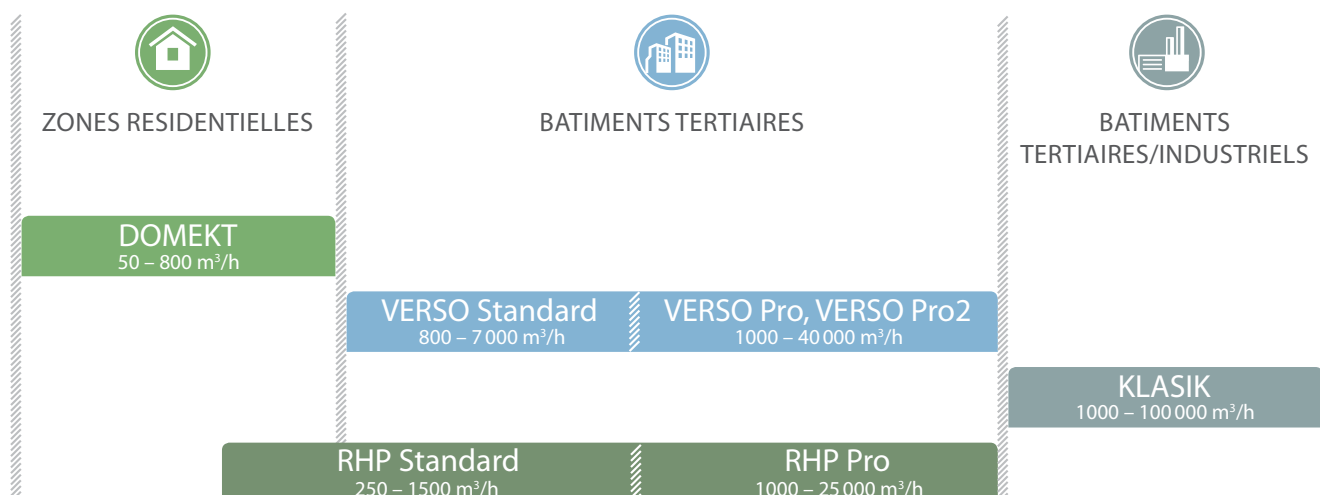 ZONES RESIDENTIELLES
BATIMENTS TERTIAIRES
BATIMENTS
TERTIAIRES/INDUSTRIELS
DOMEKT
50 – 800 m³/h
VERSO Standard
800 – 7 000 m³/h
VERSO Pro, VERSO Pro2
1000 – 40 000 m³/h
KLASIK
1000 – 100 000 m³/h
RHP Standard
250 – 1500 m³/h
RHP Pro
1000 – 25 000 m³/h